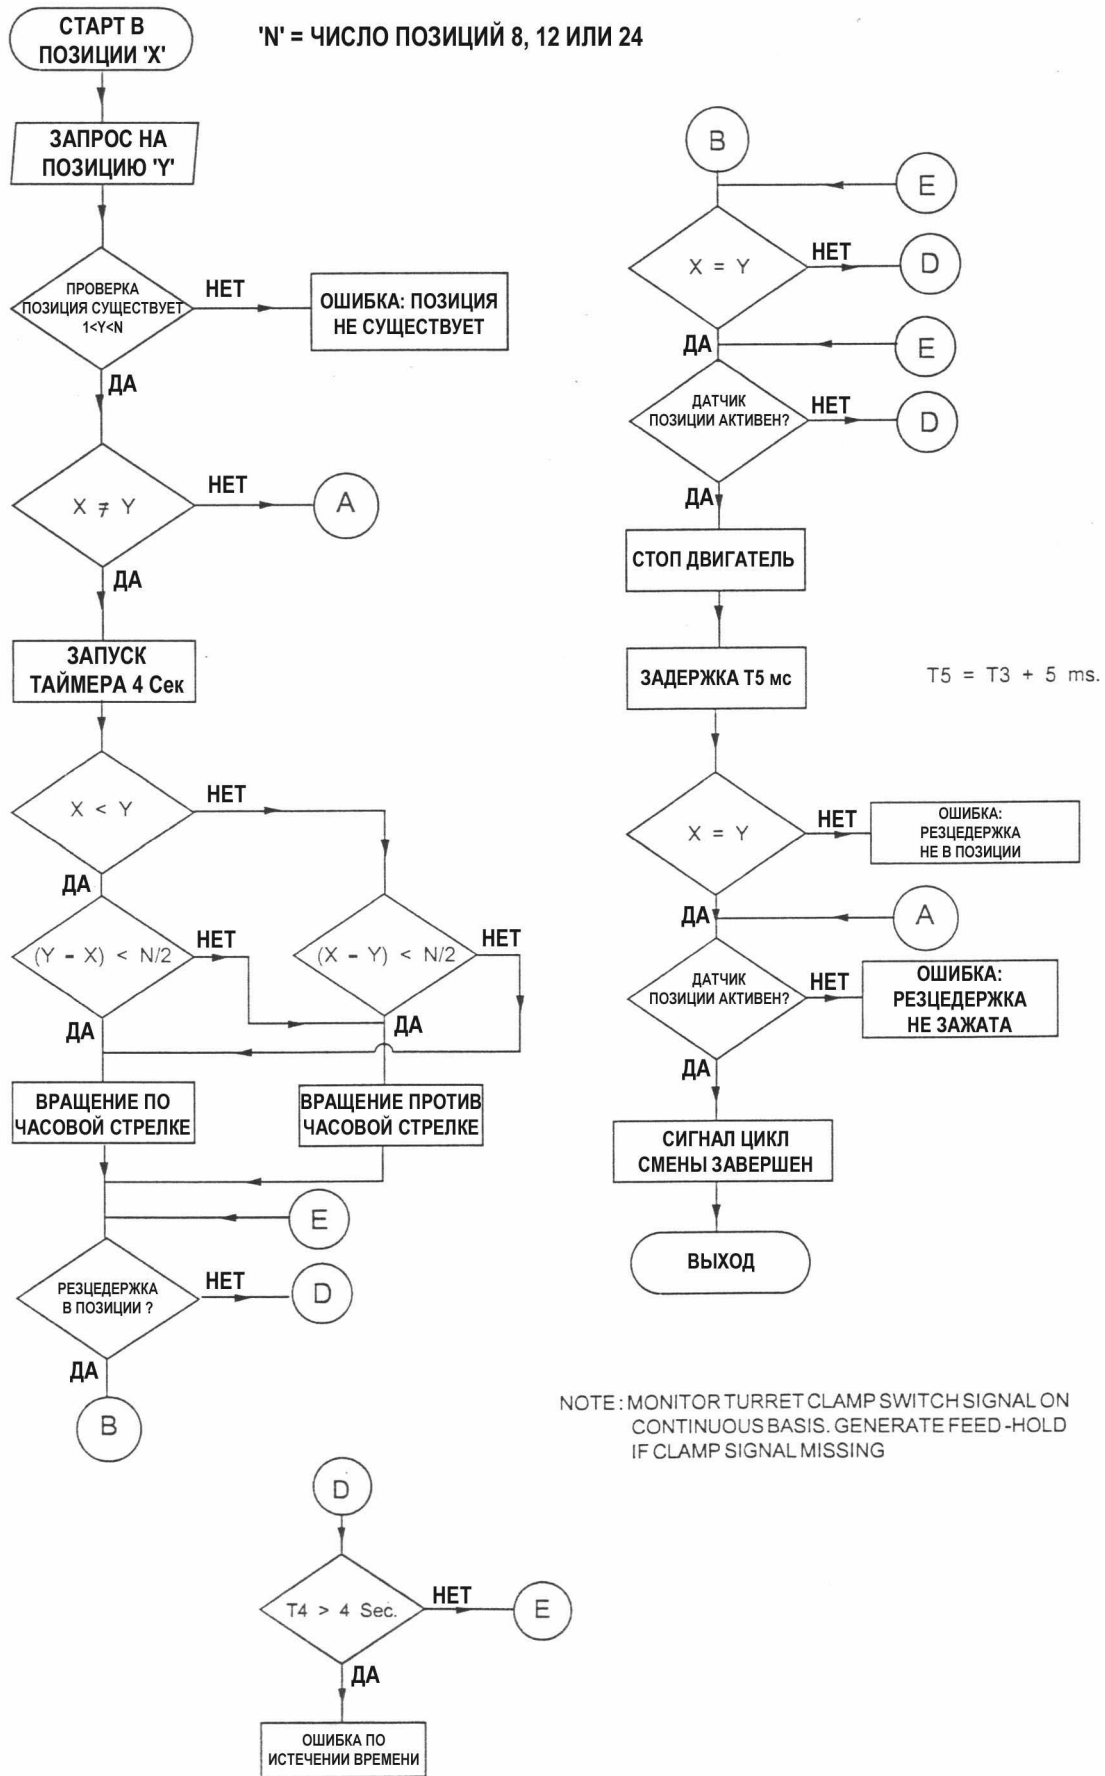 СТАРТ В
ПОЗИЦИИ 'X'
'N' = ЧИСЛО ПОЗИЦИЙ 8, 12 ИЛИ 24
ЗАПРОС НА
ПОЗИЦИЮ 'Y'
ПРОВЕРКА
ПОЗИЦИЯ СУЩЕСТВУЕТ
1<Y<N
НЕТ
ОШИБКА: ПОЗИЦИЯ
НЕ СУЩЕСТВУЕТ
ДА
X ≠ Y
НЕТ
A
ДА
ЗАПУСК
ТАЙМЕРА 4 Сек
X < Y
НЕТ
ДА
(Y - X) < N/2
НЕТ
(X - Y) < N/2
НЕТ
ДА
ДА
ВРАЩЕНИЕ ПО
ЧАСОВОЙ СТРЕЛКЕ
ВРАЩЕНИЕ ПРОТИВ
ЧАСОВОЙ СТРЕЛКЕ
E
РЕЗЦЕДЕРЖКА
В ПОЗИЦИИ ?
НЕТ
D
ДА
B
B
E
X = Y
НЕТ
D
ДА
E
ДАТЧИК
ПОЗИЦИИ АКТИВЕН?
НЕТ
D
ДА
СТОП ДВИГАТЕЛЬ
ЗАДЕРЖКА T5 мс
T5 = T3 + 5 ms.
X = Y
НЕТ
ОШИБКА:
РЕЗЦЕДЕРЖКА
НЕ В ПОЗИЦИИ
ДА
A
ДАТЧИК
ПОЗИЦИИ АКТИВЕН?
НЕТ
ОШИБКА:
РЕЗЦЕДЕРЖКА
НЕ ЗАЖАТА
ДА
СИГНАЛ ЦИКЛ
СМЕНЫ ЗАВЕРШЕН
ВЫХОД
NOTE : MONITOR TURRET CLAMP SWITCH SIGNAL ON
CONTINUOUS BASIS. GENERATE FEED-HOLD
IF CLAMP SIGNAL MISSING
D
T4 > 4 Sec.
НЕТ
E
ДА
ОШИБКА ПО
ИСТЕЧЕНИИ ВРЕМЕНИ